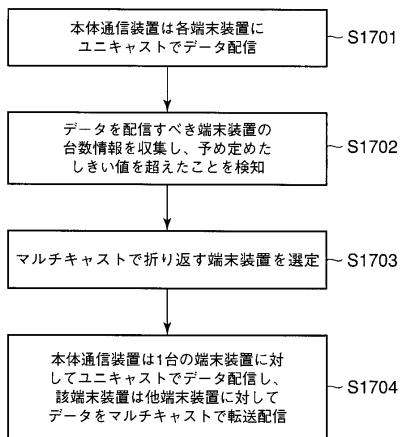 本体通信装置は各端末装置に
ユニキャストでデータ配信
S1701
データを配信すべき端末装置の
台数情報を収集し、予め定めた
しきい値を超えたことを検知
S1702
マルチキャストで折り返す端末装置を選定
S1703
本体通信装置は1台の端末装置に対
してユニキャストでデータ配信し、
該端末装置は他端末装置に対して
データをマルチキャストで転送配信
S1704